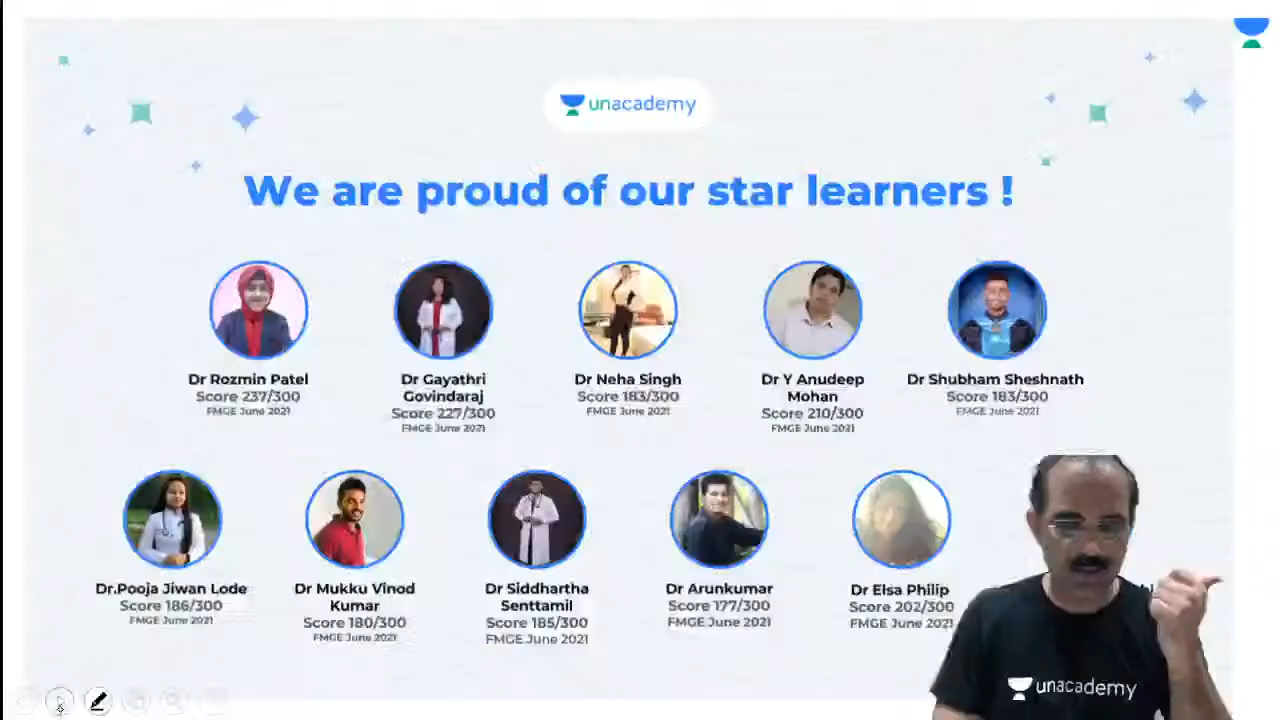 unacademy
We are proud of our star learners !
Dr Rozmin Patel
Score 237/300
FMGE June 2021
Dr Gayathri
Govindaraj
Score 227/300
FMGE June 2021
Dr Neha Singh
Score 183/300
FMGE June 2021
Dr Y Anudeep
Mohan
Score 210/300
FMGE June 2021
Dr Shubham Sheshnath
Score 183/300
FMGE June 2021
Dr.Pooja Jiwan Lode
Score 186/300
FMGE June 2021
Dr Mukku Vinod
Kumar
Score 180/300
FMGE June 2021
Dr Siddhartha
Senttamil
Score 185/300
FMGE June 2021
Dr Arunkumar
Score 177/300
FMGE June 2021
Dr Elsa Philip
Score 202/300
FMGE June 2021
unacademy